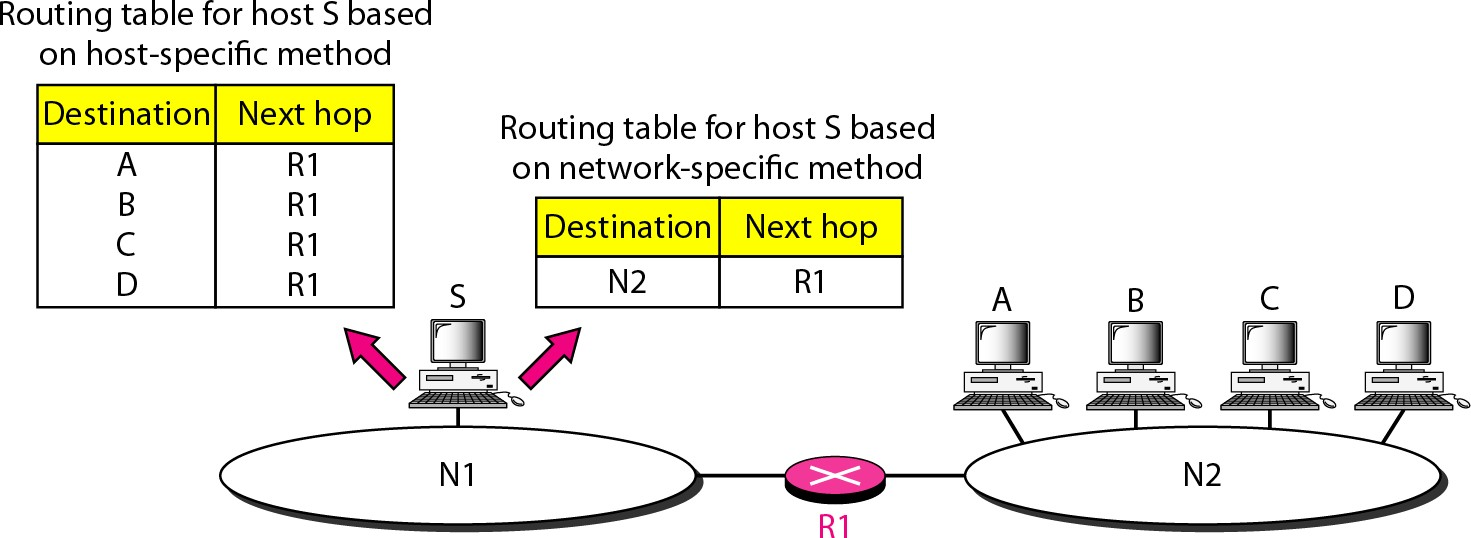 Routing table for host S based
on host-specific method
Destination Next hop
A R1
B R1
C R1
D R1
Routing table for host S based
on network-specific method
Destination Next hop
N2 R1
S
A B C D
N1
N2
R1